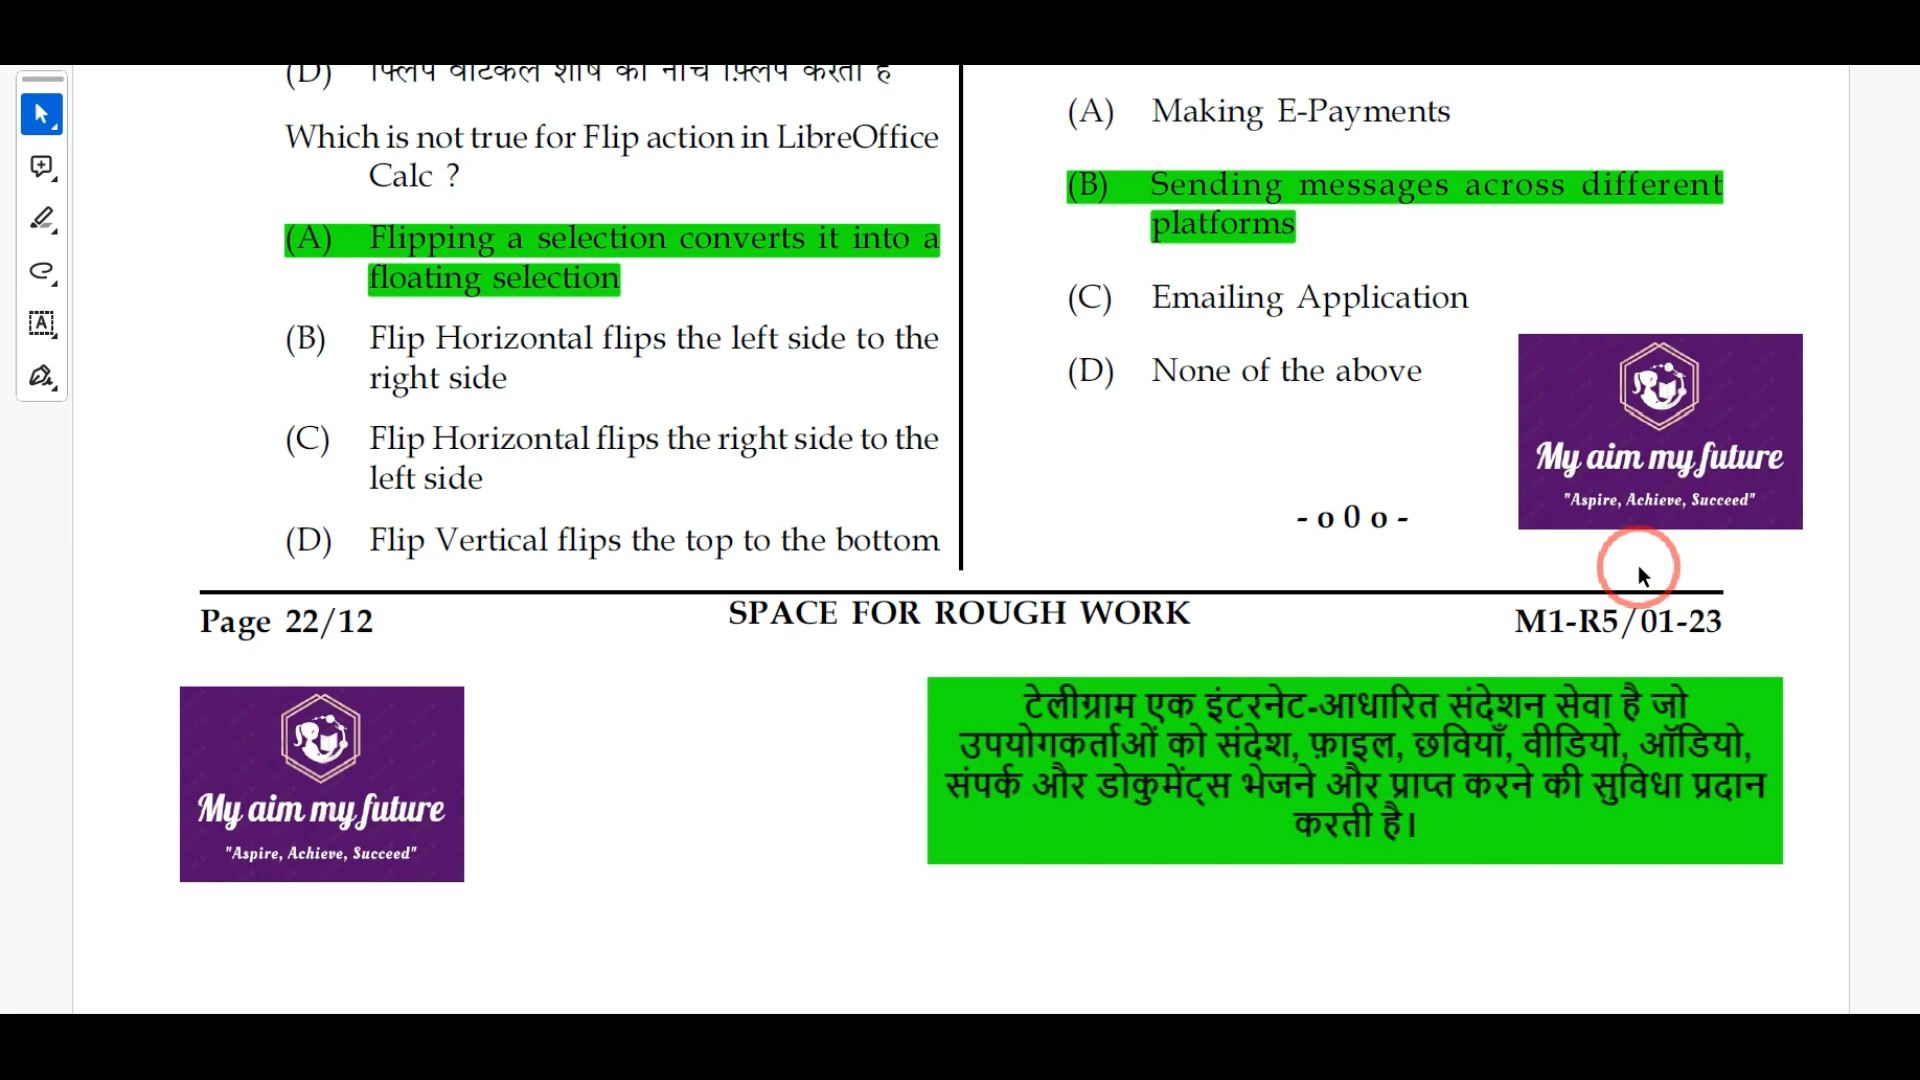 (D) फ्लिप वर्टिकल शीर्ष को नीचे फ़्लिप करता है
Which is not true for Flip action in LibreOffice
Calc ?
(A) Flipping a selection converts it into a
floating selection
(B) Flip Horizontal flips the left side to the
right side
(C) Flip Horizontal flips the right side to the
left side
(D) Flip Vertical flips the top to the bottom
(A) Making E-Payments
(B) Sending messages across different
platforms
(C) Emailing Application
(D) None of the above
My aim my future
"Aspire, Achieve, Succeed"
- o 0 o -
Page 22/12
SPACE FOR ROUGH WORK
M1-R5/01-23
My aim my future
"Aspire, Achieve, Succeed"
टेलीग्राम एक इंटरनेट-आधारित संदेशन सेवा है जो
उपयोगकर्ताओं को संदेश, फ़ाइल, छवियाँ, वीडियो, ऑडियो,
संपर्क और डोकुमेंट्स भेजने और प्राप्त करने की सुविधा प्रदान
करती है।